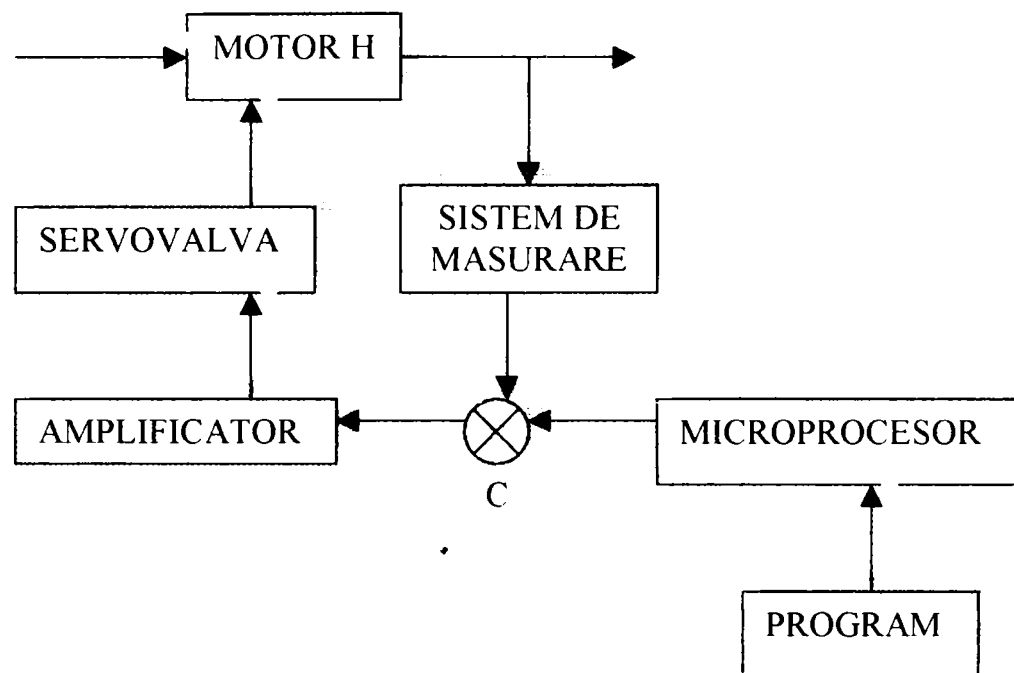 MOTOR H
SERVOVALVA
SISTEM DE
MASURARE
AMPLIFICATOR
C
MICROPROCESOR
PROGRAM